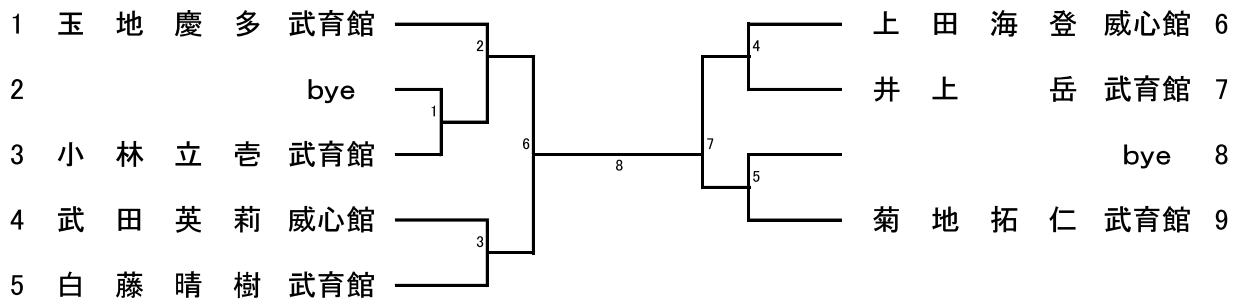 1 玉地慶多 武育館
2 bye
3 小林立壱 武育館
4 武田英莉 威心館
5 白藤晴樹 武育館
2
1
6
3
8
上田海登 威心館 6
井上岳 武育館 7
bye 8
菊地拓仁 武育館 9
4
7
5